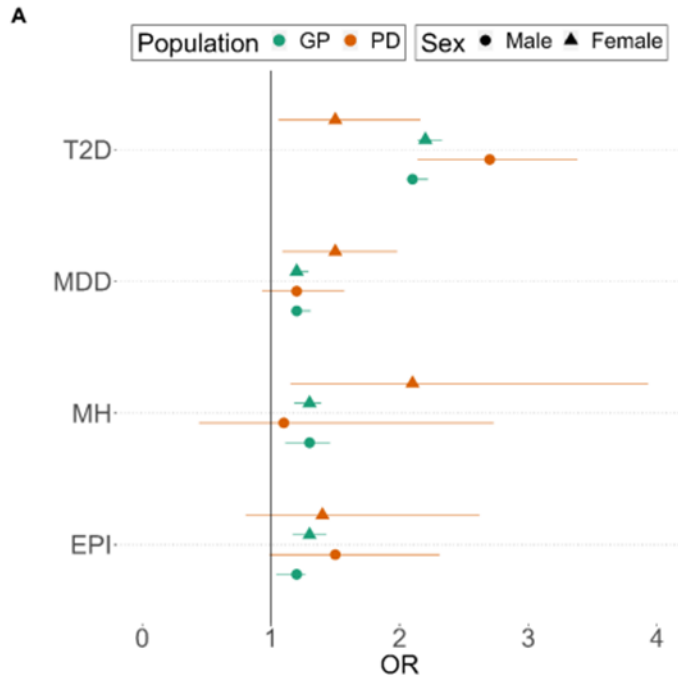 A
Population GP PD Sex Male Female
T2D
MDD
MH
EPI
0 1 2 3 4
OR